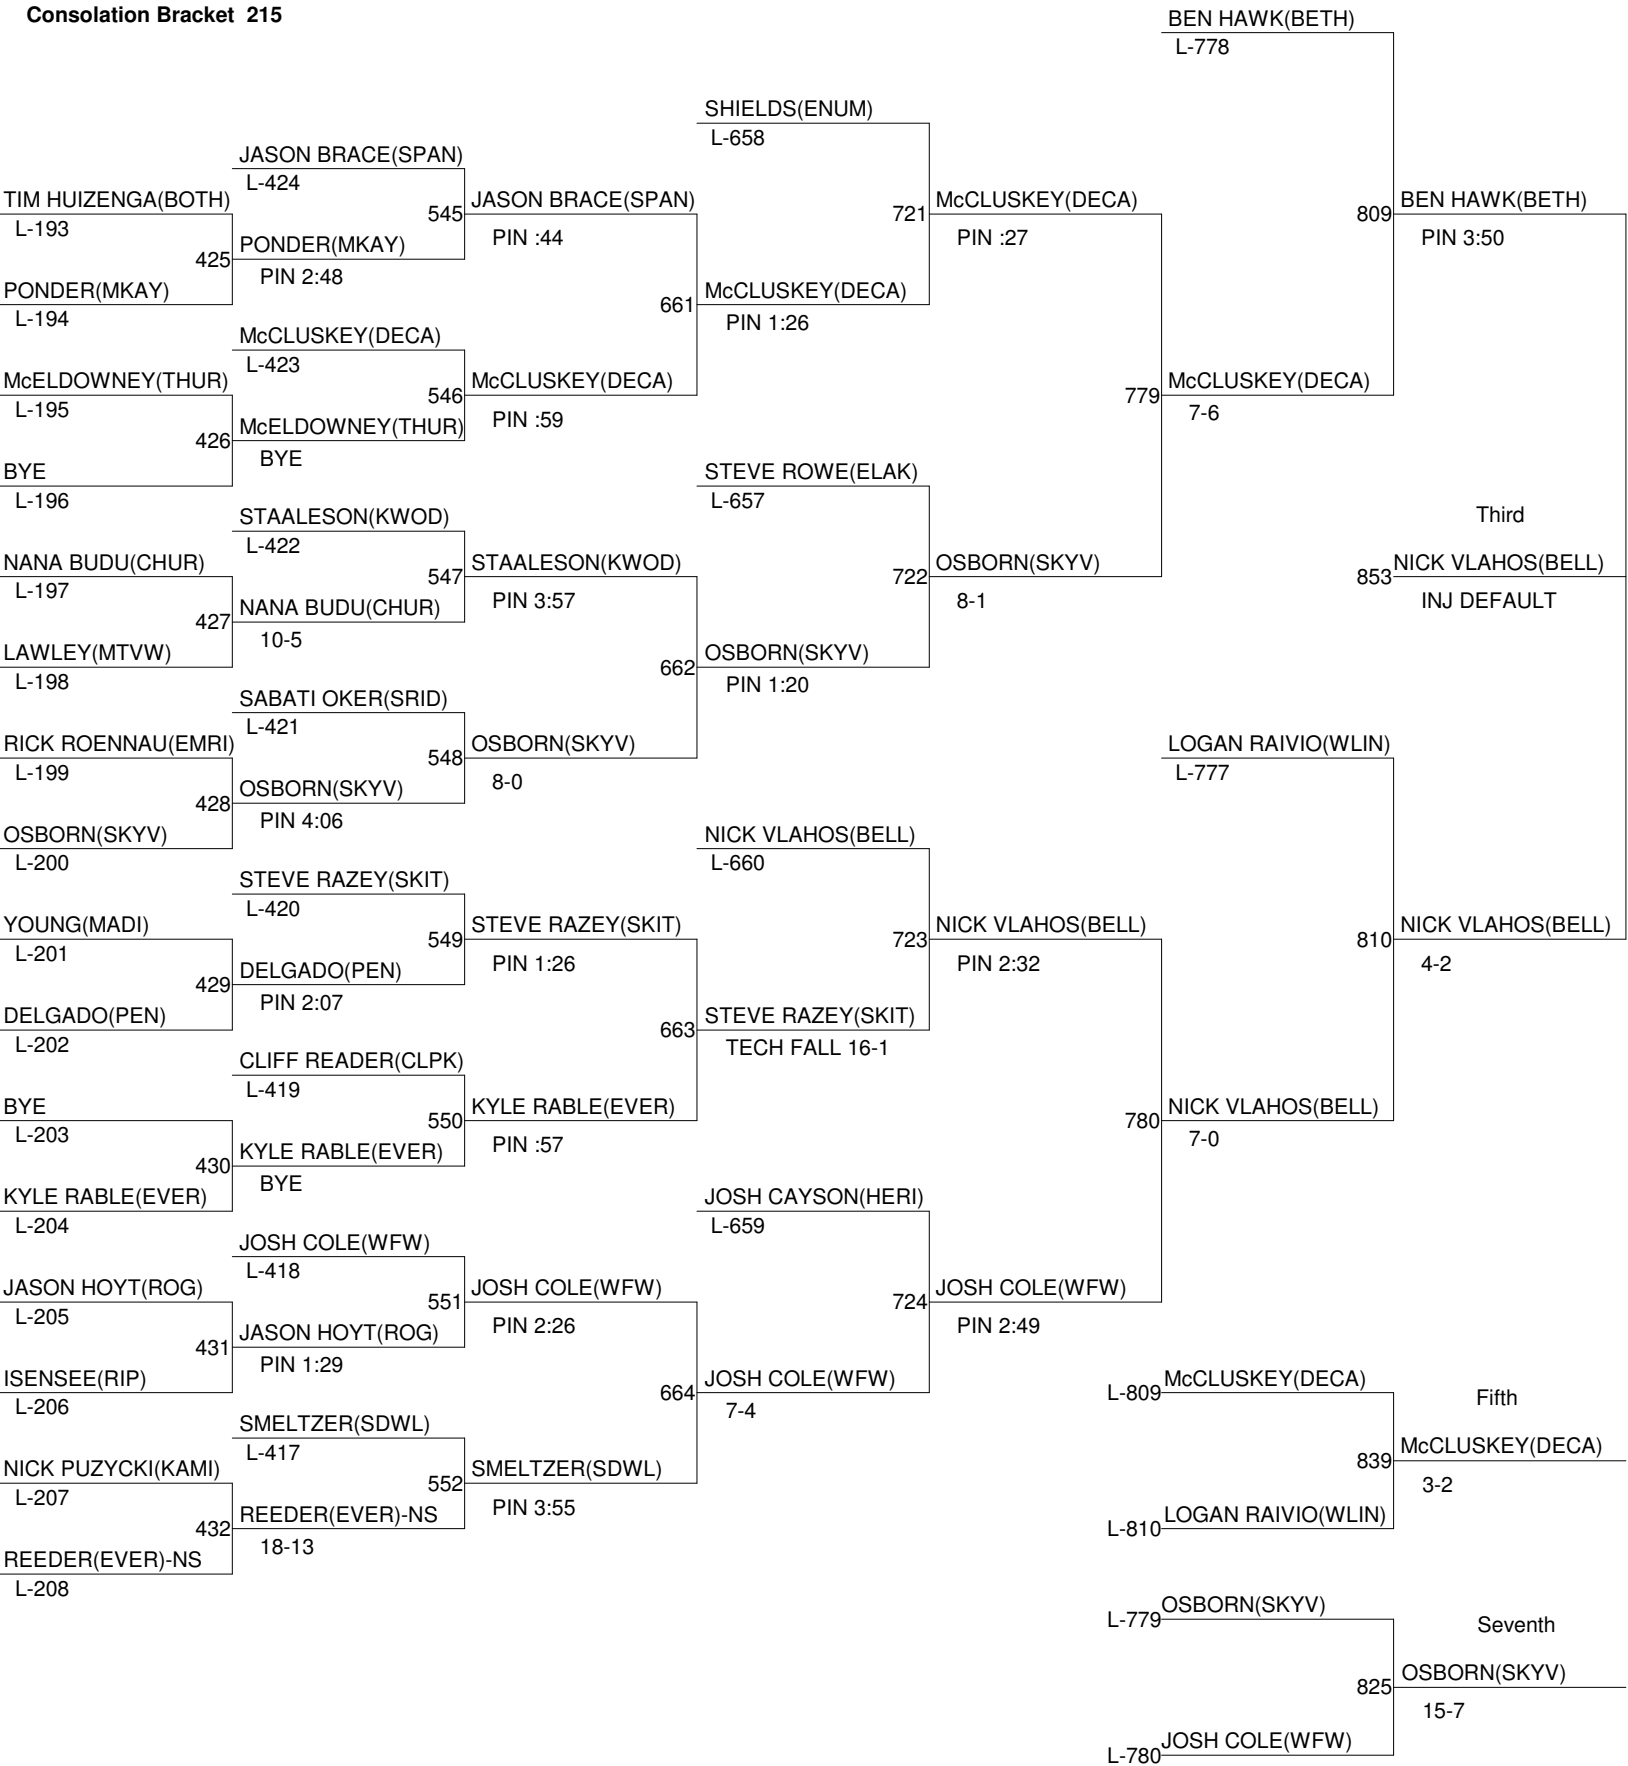 Consolation Bracket 215
BEN HAWK(BETH)
L-778
SHIELDS(ENUM)
L-658
JASON BRACE(SPAN)
L-424
TIM HUIZENGA(BOTH)
L-193
545
JASON BRACE(SPAN)
PIN :44
721
McCLUSKEY(DECA)
PIN :27
809
BEN HAWK(BETH)
PIN 3:50
425
PONDER(MKAY)
PIN 2:48
PONDER(MKAY)
L-194
661
McCLUSKEY(DECA)
PIN 1:26
McCLUSKEY(DECA)
L-423
McELDOWNEY(THUR)
L-195
546
McCLUSKEY(DECA)
PIN :59
779
McCLUSKEY(DECA)
7-6
426
McELDOWNEY(THUR)
BYE
BYE
L-196
STEVE ROWE(ELAK)
L-657
STAALESON(KWOD)
L-422
Third
NANA BUDU(CHUR)
L-197
547
STAALESON(KWOD)
PIN 3:57
722
OSBORN(SKYV)
8-1
853
NICK VLAHOS(BELL)
INJ DEFAULT
427
NANA BUDU(CHUR)
10-5
LAWLEY(MTVW)
L-198
662
OSBORN(SKYV)
PIN 1:20
SABATI OKER(SRID)
L-421
RICK ROENNAU(EMRI)
L-199
548
OSBORN(SKYV)
8-0
LOGAN RAIVIO(WLIN)
L-777
428
OSBORN(SKYV)
PIN 4:06
OSBORN(SKYV)
L-200
NICK VLAHOS(BELL)
L-660
STEVE RAZEY(SKIT)
L-420
YOUNG(MADI)
L-201
549
STEVE RAZEY(SKIT)
PIN 1:26
723
NICK VLAHOS(BELL)
PIN 2:32
810
NICK VLAHOS(BELL)
4-2
429
DELGADO(PEN)
PIN 2:07
DELGADO(PEN)
L-202
663
STEVE RAZEY(SKIT)
TECH FALL 16-1
CLIFF READER(CLPK)
L-419
BYE
L-203
550
KYLE RABLE(EVER)
PIN :57
780
NICK VLAHOS(BELL)
7-0
430
KYLE RABLE(EVER)
BYE
KYLE RABLE(EVER)
L-204
JOSH CAYSON(HERI)
L-659
JOSH COLE(WFW)
L-418
JASON HOYT(ROG)
L-205
551
JOSH COLE(WFW)
PIN 2:26
724
JOSH COLE(WFW)
PIN 2:49
431
JASON HOYT(ROG)
PIN 1:29
ISENSEE(RIP)
L-206
664
JOSH COLE(WFW)
7-4
L-809
McCLUSKEY(DECA)
Fifth
SMELTZER(SDWL)
L-417
839
McCLUSKEY(DECA)
3-2
NICK PUZYCKI(KAMI)
L-207
552
SMELTZER(SDWL)
PIN 3:55
432
REEDER(EVER)-NS
18-13
L-810
LOGAN RAIVIO(WLIN)
REEDER(EVER)-NS
L-208
L-779
OSBORN(SKYV)
Seventh
825
OSBORN(SKYV)
15-7
L-780
JOSH COLE(WFW)